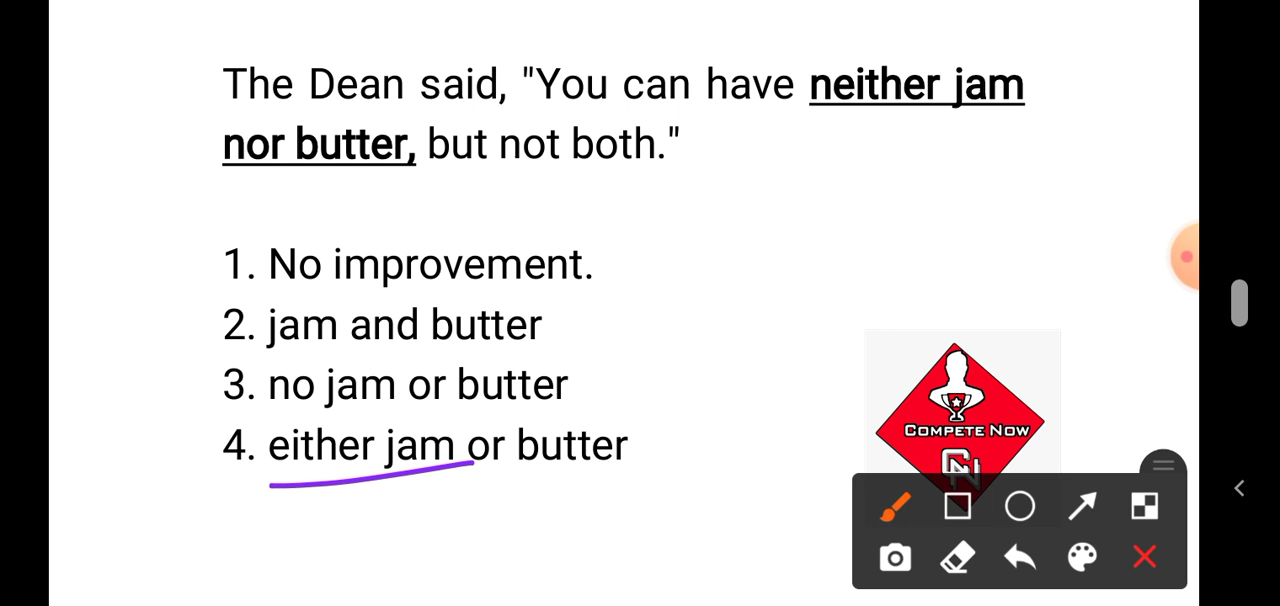 The Dean said, "You can have neither jam
nor butter, but not both."
1. No improvement.
2. jam and butter
3. no jam or butter
4. either jam or butter
COMPETE NOW
CN